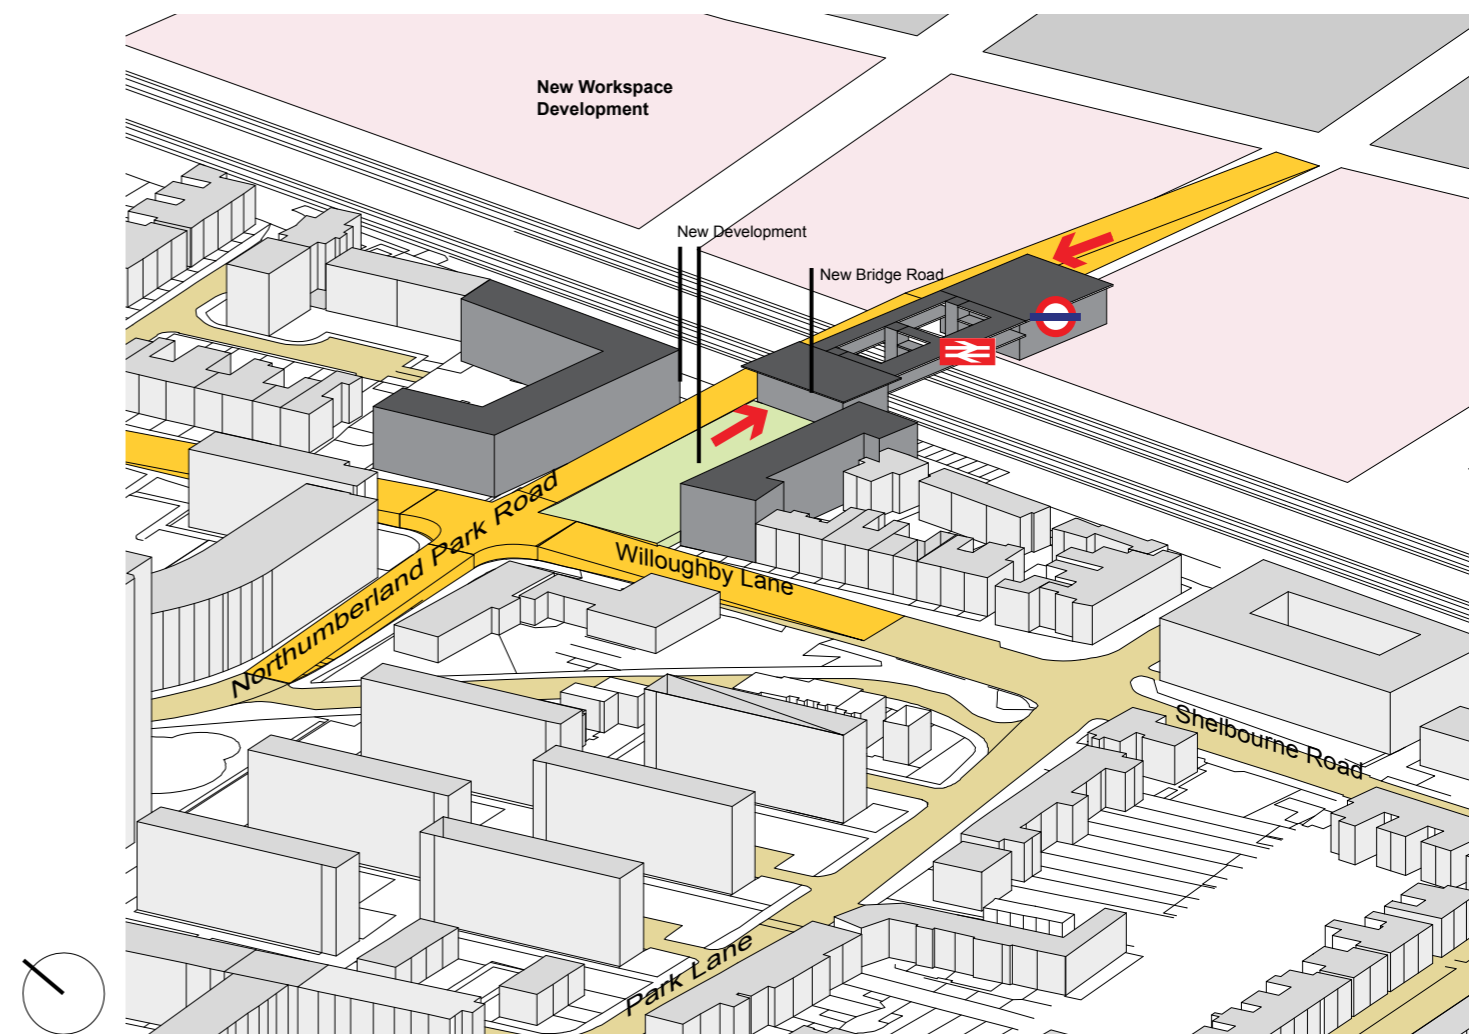 New Workspace
Development
New Development
New Bridge Road
Northumberland Park Road
Willoughby Lane
Shelbourne Road
Park Lane